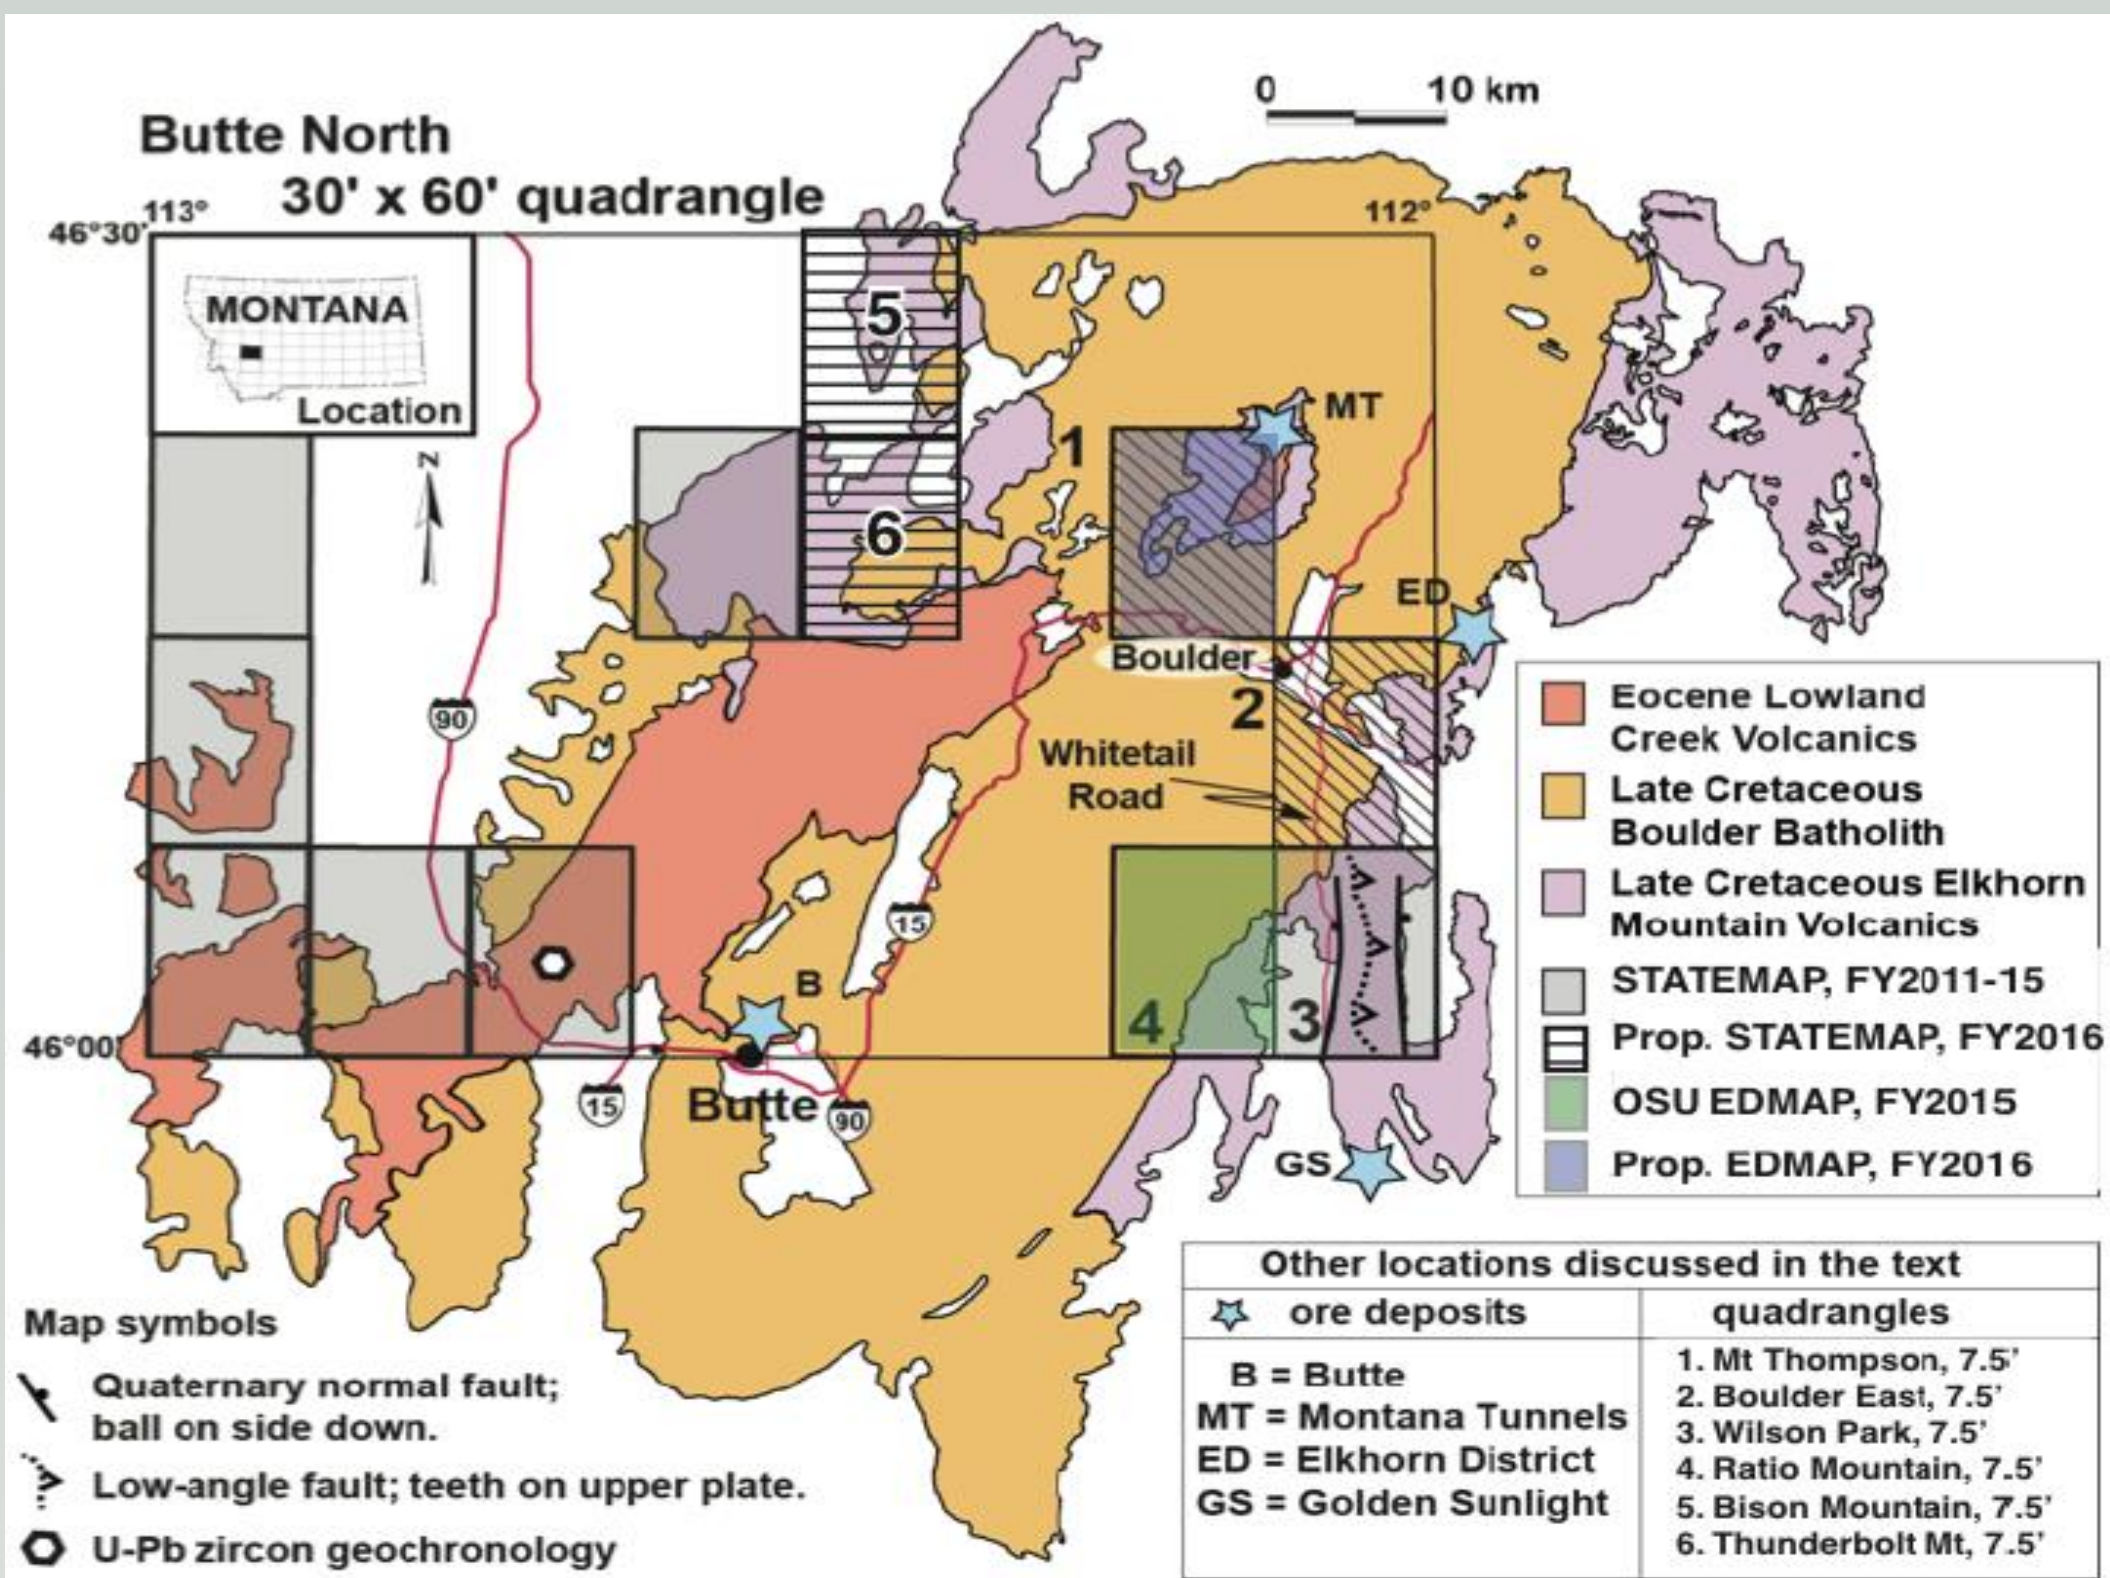 0 10 km
Butte North
30' x 60' quadrangle
113°
112°
46°30'
MONTANA
Location
N
5
MT
1
6
ED
Boulder
2
90
Whitetail
Road
15
B
4
3
46°00'
15
Butte
90
GS
Eocene Lowland
Creek Volcanics
Late Cretaceous
Boulder Batholith
Late Cretaceous Elkhorn
Mountain Volcanics
STATEMAP, FY2011-15
Prop. STATEMAP, FY2016
OSU EDMAP, FY2015
Prop. EDMAP, FY2016
Map symbols
Quaternary normal fault;
ball on side down.
Low-angle fault; teeth on upper plate.
U-Pb zircon geochronology
Other locations discussed in the text
ore deposits
B = Butte
MT = Montana Tunnels
ED = Elkhorn District
GS = Golden Sunlight
quadrangles
1. Mt Thompson, 7.5'
2. Boulder East, 7.5'
3. Wilson Park, 7.5'
4. Ratio Mountain, 7.5'
5. Bison Mountain, 7.5'
6. Thunderbolt Mt, 7.5'